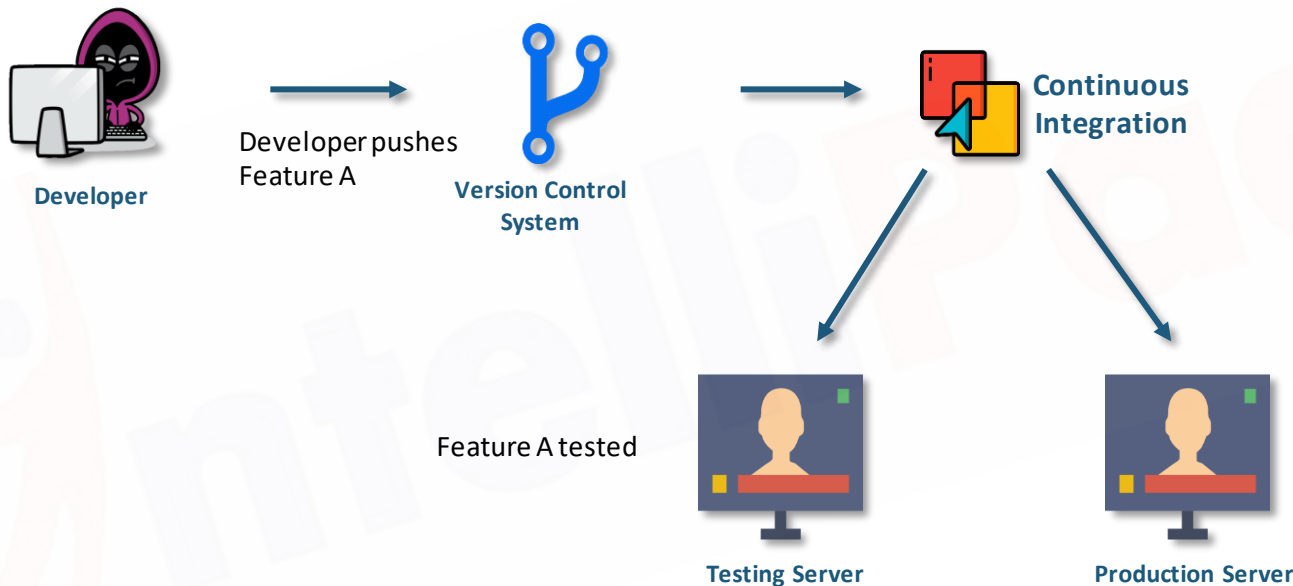 Continuous
Integration
Developer pushes
Feature A
Developer
Version Control
System
Feature A tested
Testing Server
Production Server